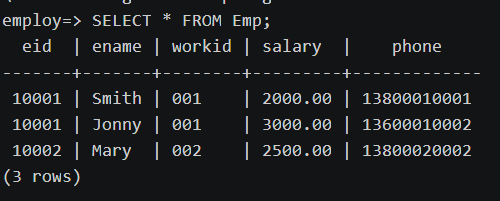 employ=> SELECT * FROM Emp;
  eid  | ename | workid | salary  |    phone
-------+-------+--------+---------+-------------
 10001 | Smith | 001    | 2000.00 | 13800010001
 10001 | Jonny | 001    | 3000.00 | 13600010002
 10002 | Mary  | 002    | 2500.00 | 13800020002
(3 rows)